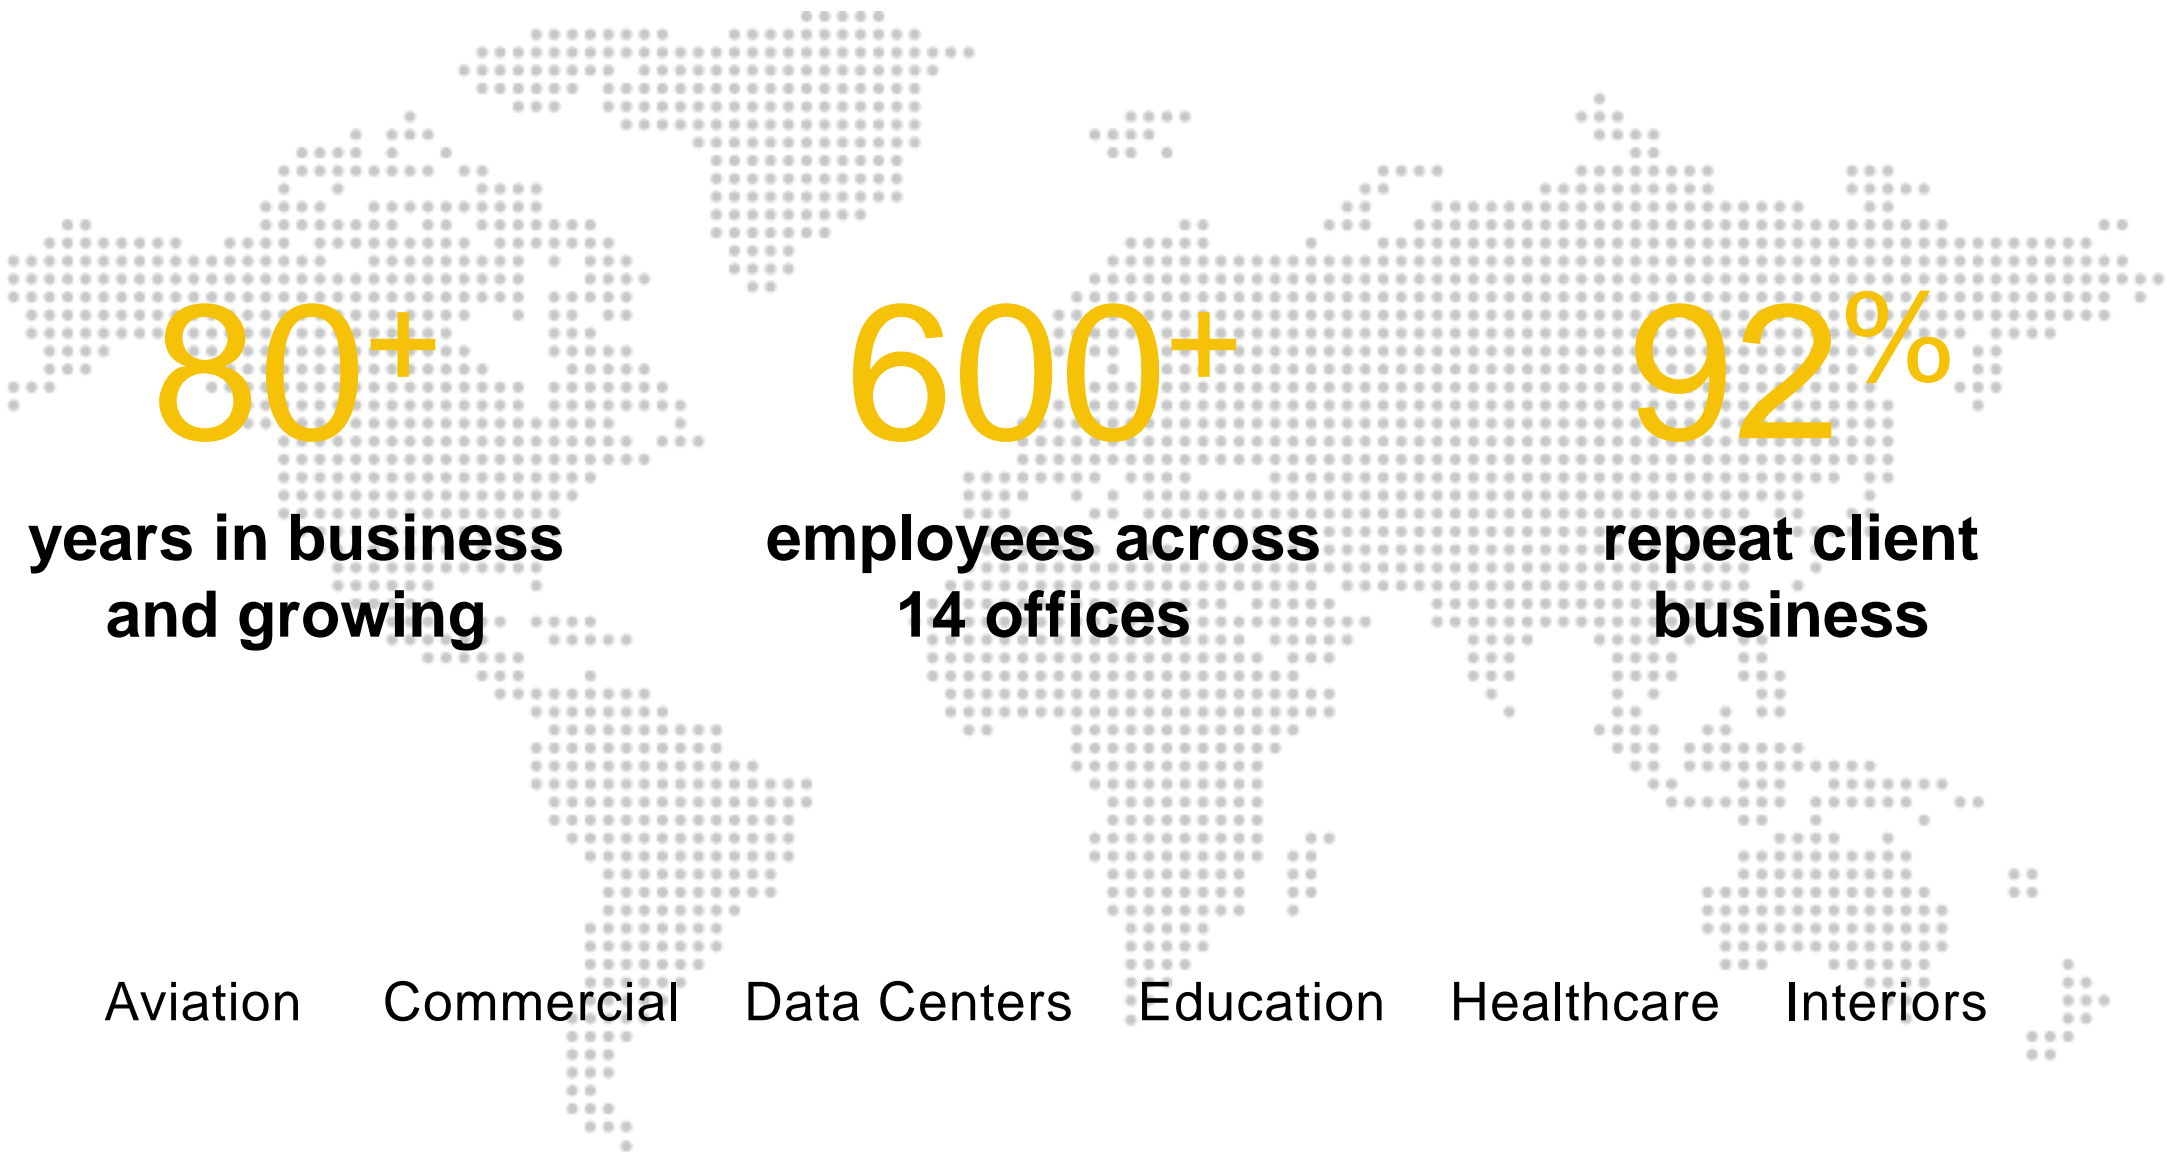 80+
years in business
and growing
600+
employees across
14 offices
92%
repeat client
business
Aviation Commercial Data Centers Education Healthcare Interiors